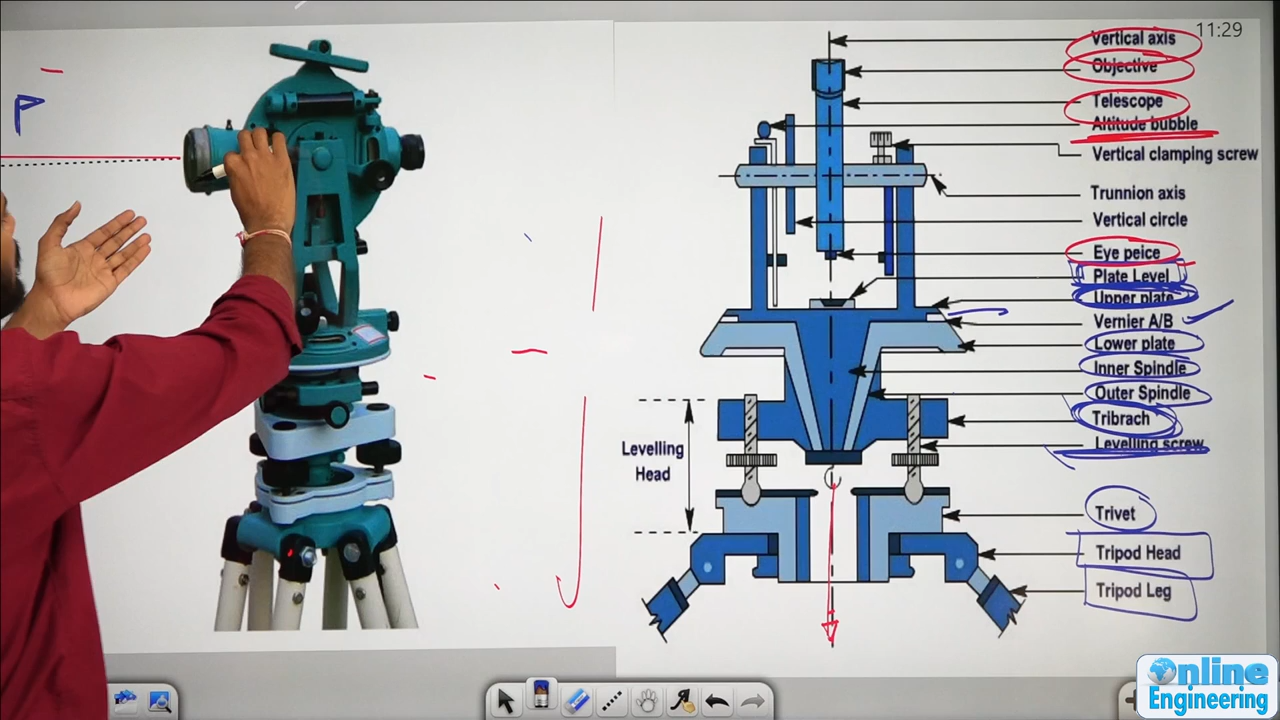 11:29
P
Vertical axis
Objective
Telescope
Altitude bubble
Vertical clamping screw
Trunnion axis
Vertical circle
Eye peice
Plate Level
Upper plate
Vernier A/B
Lower plate
Inner Spindle
Outer Spindle
Tribrach
Levelling screw
Levelling
Head
Trivet
Tripod Head
Tripod Leg
Online
Engineering